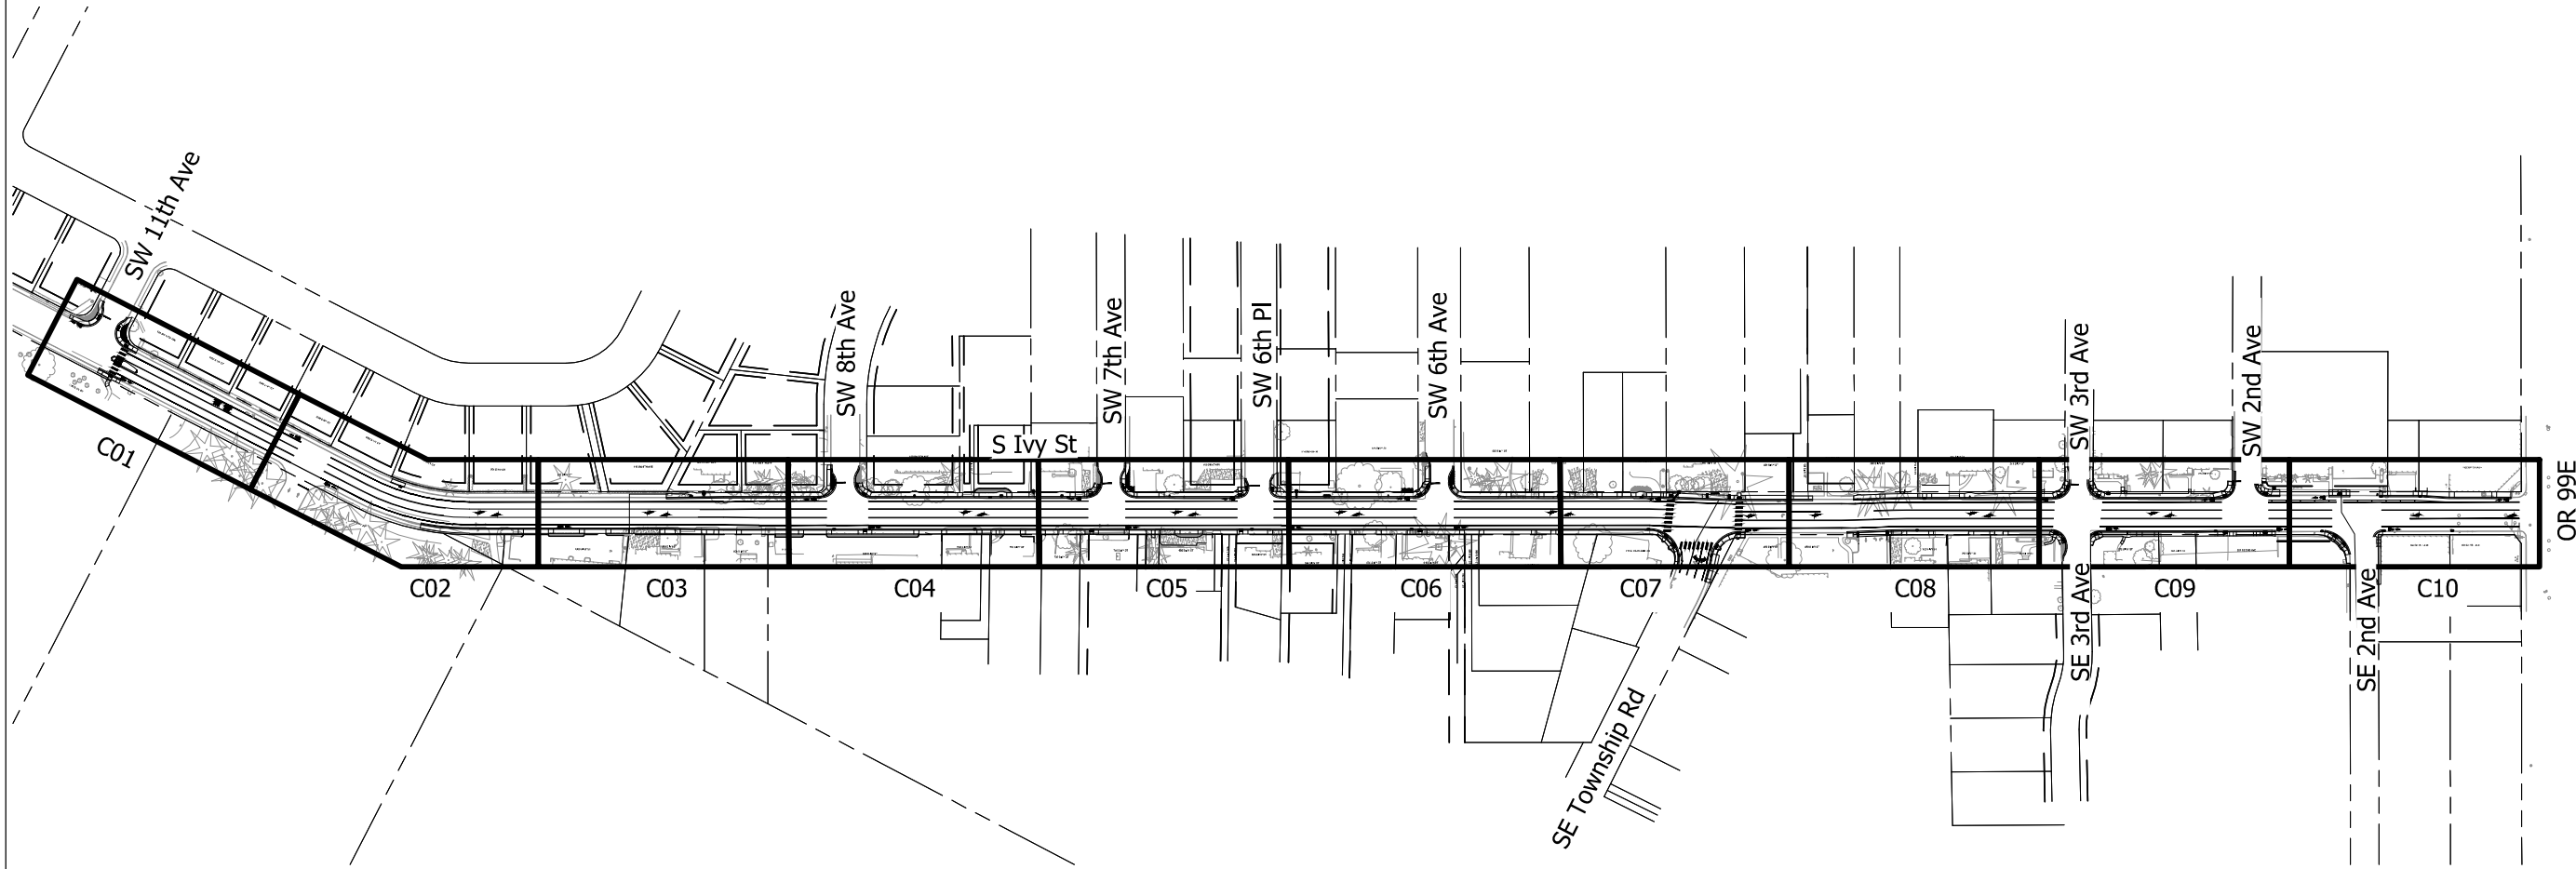 SW 11th Ave
SW 8th Ave
SW 7th Ave
SW 6th Pl
SW 6th Ave
SW 3rd Ave
SW 2nd Ave
S Ivy St
OR 99E
C01
C02
C03
C04
C05
C06
C07
C08
C09
C10
SE Township Rd
SE 3rd Ave
SE 2nd Ave